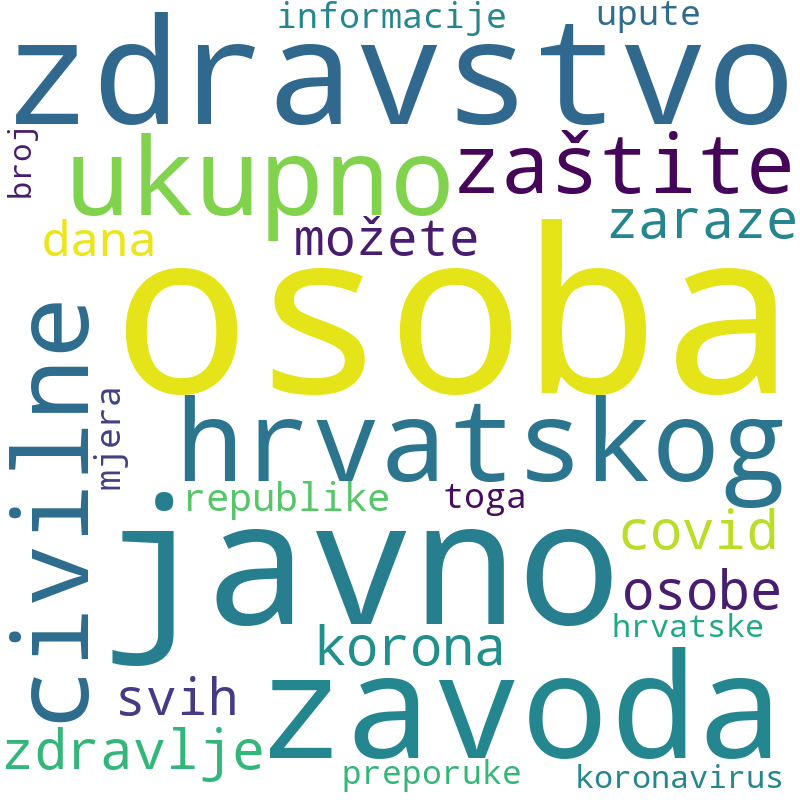 informacije
upute
zdravstvo
broj
ukupno
zaštite
dana
možete
zaraze
osoba
civilne
hrvatskog
mjera
republike
toga
javno
covid
osobe
hrvatske
korona
svih
zavoda
zdravlje
preporuke
koronavirus